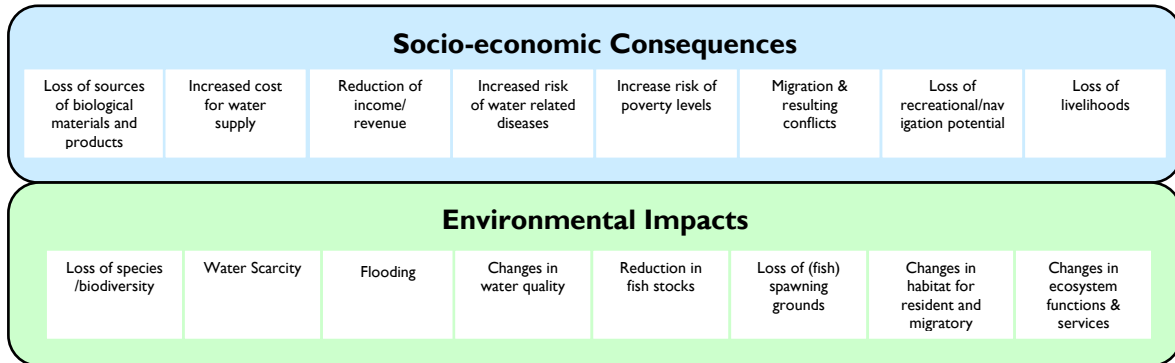 Socio-economic Consequences
Loss of sources
of biological
materials and
products
Increased cost
for water
supply
Reduction of
income/
revenue
Increased risk
of water related
diseases
Increase risk of
poverty levels
Migration &
resulting
conflicts
Loss of
recreational/nav
igation potential
Loss of
livelihoods
Environmental Impacts
Loss of species
/biodiversity
Water Scarcity
Flooding
Changes in
water quality
Reduction in
fish stocks
Loss of (fish)
spawning
grounds
Changes in
habitat for
resident and
migratory
Changes in
ecosystem
functions &
services